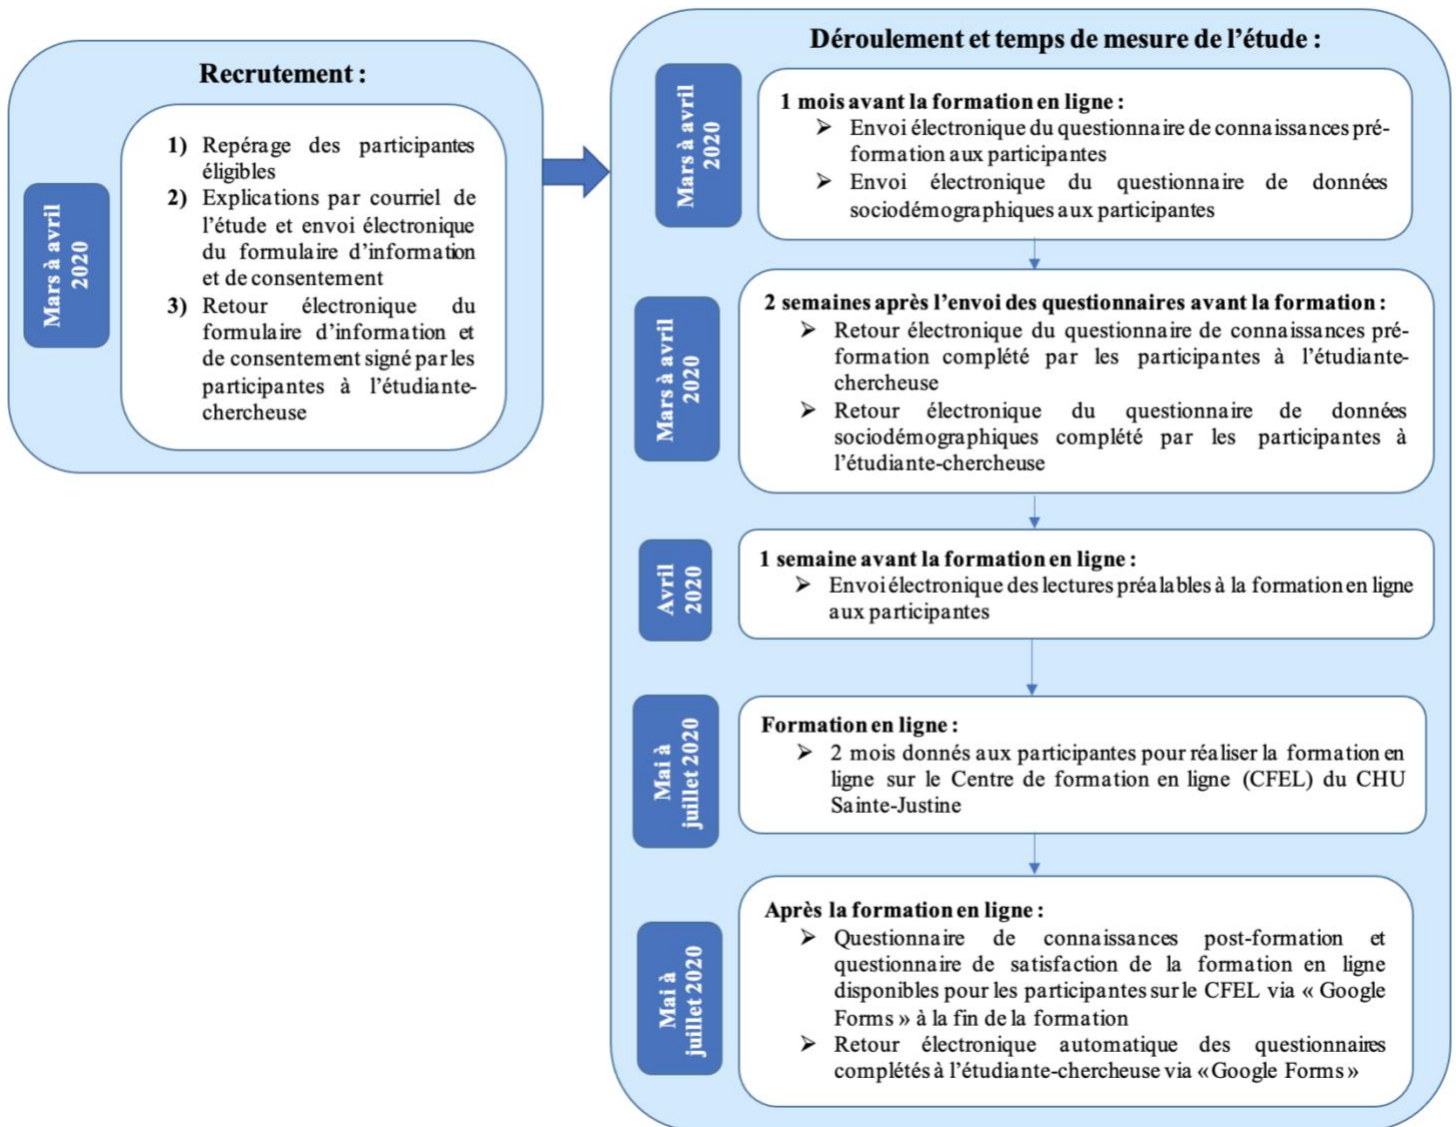 Recrutement :
Mars à avril
2020
1) Repérage des participantes
éligibles
2) Explications par courriel de
l’étude et envoi électronique
du formulaire d’information
et de consentement
3) Retour électronique du
formulaire d’information et
de consentement signé par les
participantes à l’étudiante-
chercheuse
Déroulement et temps de mesure de l’étude :
Mars à avril
2020
1 mois avant la formation en ligne :
➢ Envoi électronique du questionnaire de connaissances pré-
formation aux participantes
➢ Envoi électronique du questionnaire de données
sociodémographiques aux participantes
Mars à avril
2020
2 semaines après l’envoi des questionnaires avant la formation :
➢ Retour électronique du questionnaire de connaissances pré-
formation complété par les participantes à l’étudiante-
chercheuse
➢ Retour électronique du questionnaire de données
sociodémographiques complété par les participantes à
l’étudiante-chercheuse
Avril
2020
1 semaine avant la formation en ligne :
➢ Envoi électronique des lectures préalables à la formation en ligne
aux participantes
Mai à
juillet 2020
Formation en ligne :
➢ 2 mois donnés aux participantes pour réaliser la formation en
ligne sur le Centre de formation en ligne (CFEL) du CHU
Sainte-Justine
Mai à
juillet 2020
Après la formation en ligne :
➢ Questionnaire de connaissances post-formation et
questionnaire de satisfaction de la formation en ligne
disponibles pour les participantes sur le CFEL via « Google
Forms » à la fin de la formation
➢ Retour électronique automatique des questionnaires
complétés à l’étudiante-chercheuse via « Google Forms »